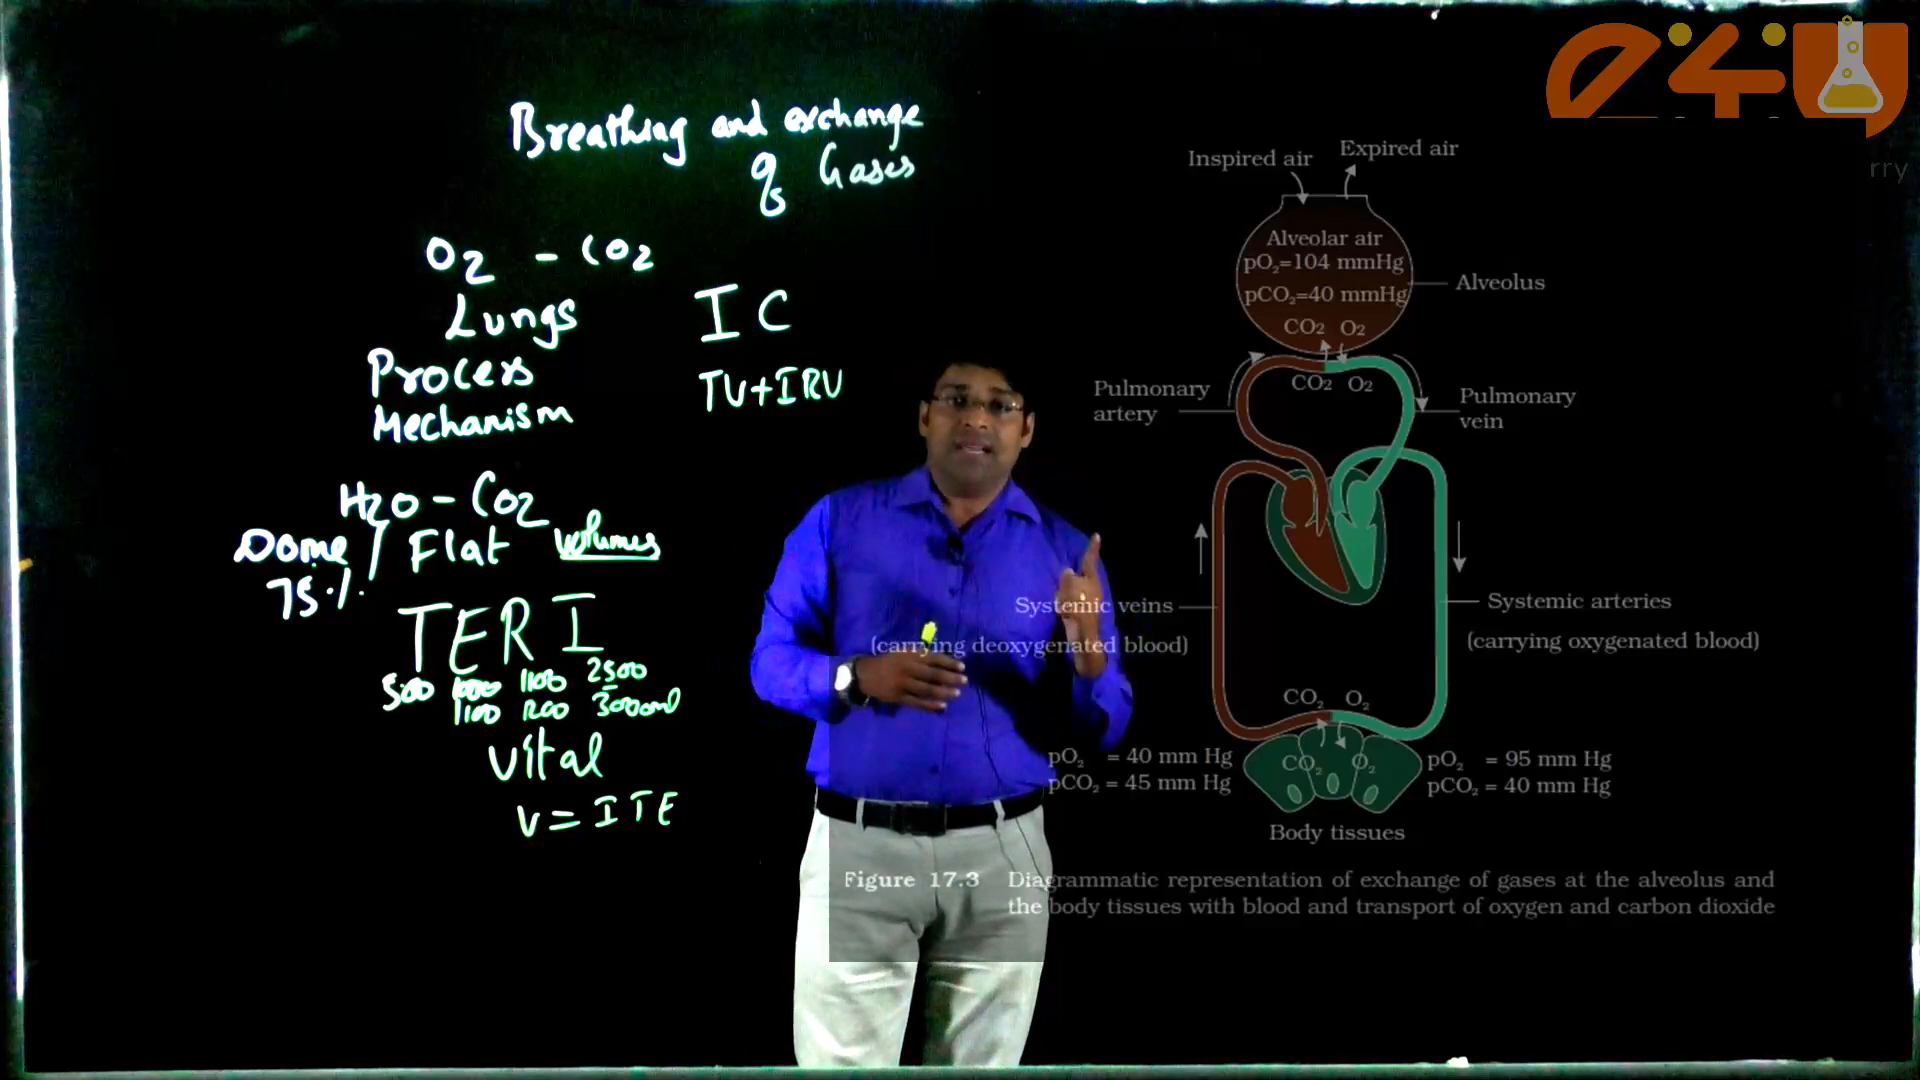 Breathing and exchange
of Gases
O2 - CO2
Lungs
Process
Mechanism
H2O - CO2
Dome / Flat volumes
75%.
TERI
500 1000 1100 2500
1100 1200 3000ml
Vital
V = ITE
IC
TV+IRV
e4u
rry
Inspired air
Expired air
Alveolar air
pO₂=104 mmHg
pCO₂=40 mmHg
CO2 O2
Alveolus
CO2 O2
Pulmonary
artery
Pulmonary
vein
Systemic veins
(carrying deoxygenated blood)
Systemic arteries
(carrying oxygenated blood)
CO₂ O₂
CO₂ O₂
pO₂ = 40 mm Hg
pCO₂ = 45 mm Hg
pO₂ = 95 mm Hg
pCO₂ = 40 mm Hg
Body tissues
Figure 17.3 Diagrammatic representation of exchange of gases at the alveolus and
the body tissues with blood and transport of oxygen and carbon dioxide